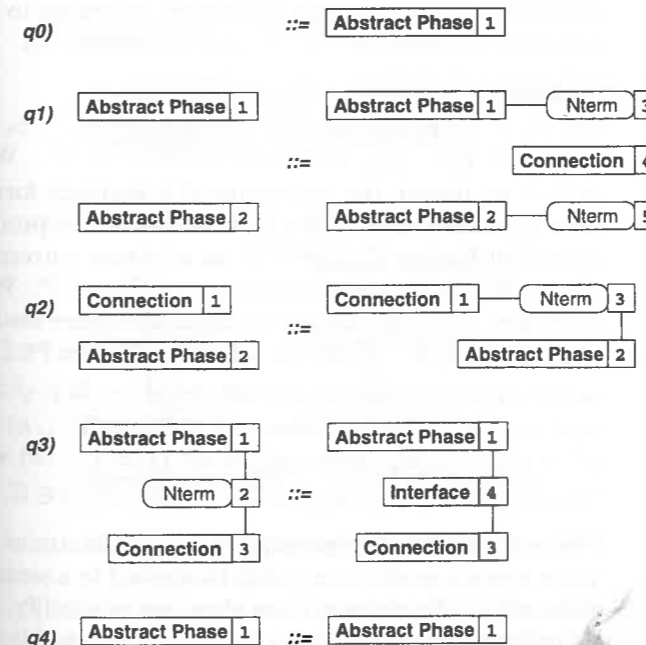 q0) ::= Abstract Phase 1
q1) Abstract Phase 1 Abstract Phase 1 Nterm 3
::= Connection 4
Abstract Phase 2 Abstract Phase 2 Nterm 5
q2) Connection 1 Connection 1 Nterm 3
::=
Abstract Phase 2 Abstract Phase 2
q3) Abstract Phase 1 Abstract Phase 1
Nterm 2 ::= Interface 4
Connection 3 Connection 3
q4) Abstract Phase 1 ::= Abstract Phase 1